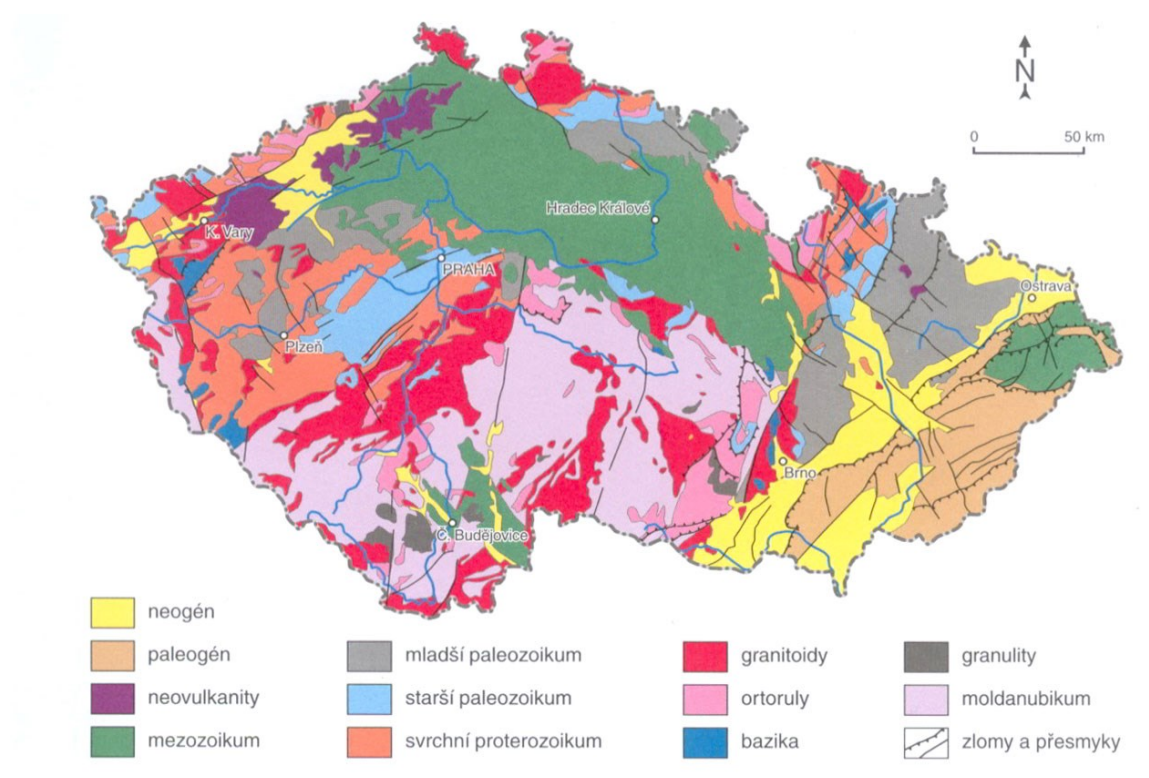 N
0 50 km
Hradec Králové
K. Vary
PRAHA
Ostrava
Plzeň
Brno
Č. Budějovice
neogén
paleogén
neovulkanity
mezozoikum
mladší paleozoikum
starší paleozoikum
svrchní proterozoikum
granitoidy
ortoruly
bazika
granulity
moldanubikum
zlomy a přesmyky